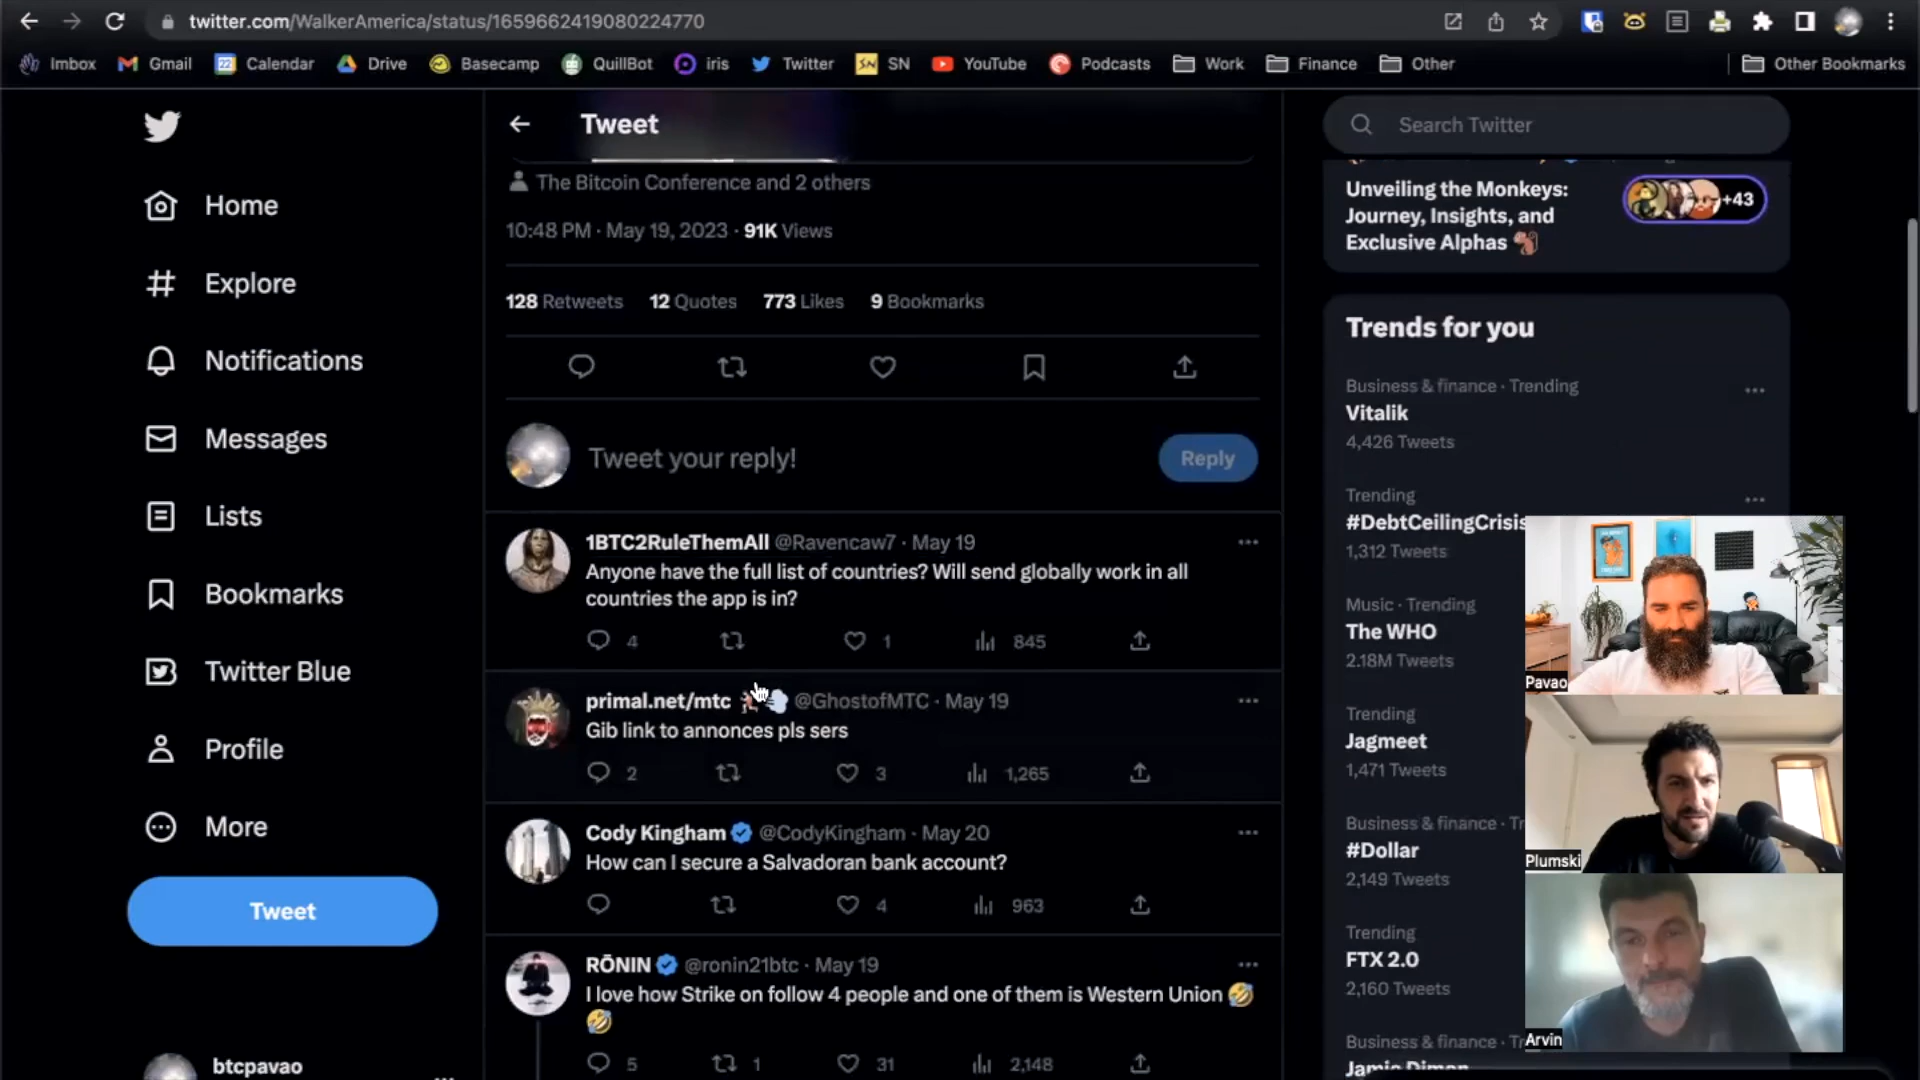 twitter.com/WalkerAmerica/status/1659662419080224770
Imbox Gmail Calendar Drive Basecamp QuillBot iris Twitter SN YouTube Podcasts Work Finance Other Other Bookmarks
Tweet
Search Twitter
The Bitcoin Conference and 2 others
10:48 PM · May 19, 2023 · 91K Views
128 Retweets 12 Quotes 773 Likes 9 Bookmarks
Tweet your reply!
Reply
1BTC2RuleThemAll @Ravencaw7 · May 19
Anyone have the full list of countries? Will send globally work in all
countries the app is in?
4 1 845
primal.net/mtc @GhostofMTC · May 19
Gib link to annonces pls sers
2 3 1,265
Cody Kingham @CodyKingham · May 20
How can I secure a Salvadoran bank account?
4 963
RŌNIN @ronin21btc · May 19
I love how Strike on follow 4 people and one of them is Western Union
5 1 31 2,148
Home
Explore
Notifications
Messages
Lists
Bookmarks
Twitter Blue
Profile
More
Tweet
btcpavao
Unveiling the Monkeys:
Journey, Insights, and
Exclusive Alphas
+43
Trends for you
Business & finance · Trending
Vitalik
4,426 Tweets
Trending
#DebtCeilingCrisis
1,312 Tweets
Music · Trending
The WHO
2.18M Tweets
Trending
Jagmeet
1,471 Tweets
Business & finance · Tr
#Dollar
2,149 Tweets
Trending
FTX 2.0
2,160 Tweets
Business & finance · Tr
Jamie Dimon
Pavao
Plumski
Arvin